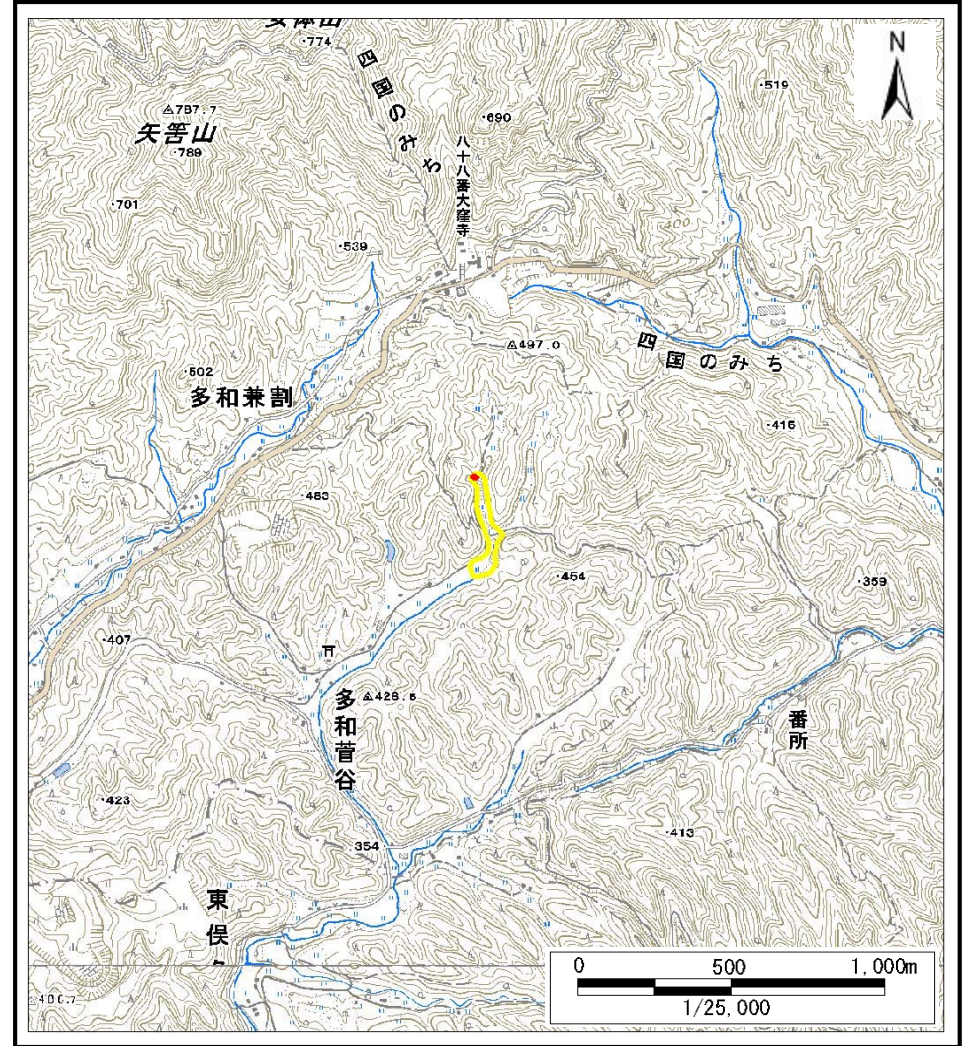 ·774
N
四国のみち
·519
△787.7
矢筈山
·690
·789
八十八番大窪寺
·701
·539
△497.0
四国のみち
·502
多和兼割
·415
·483
·454
·359
·407
多和菅谷
番所
·423
354
·413
東俣
0 500 1,000m
1/25,000